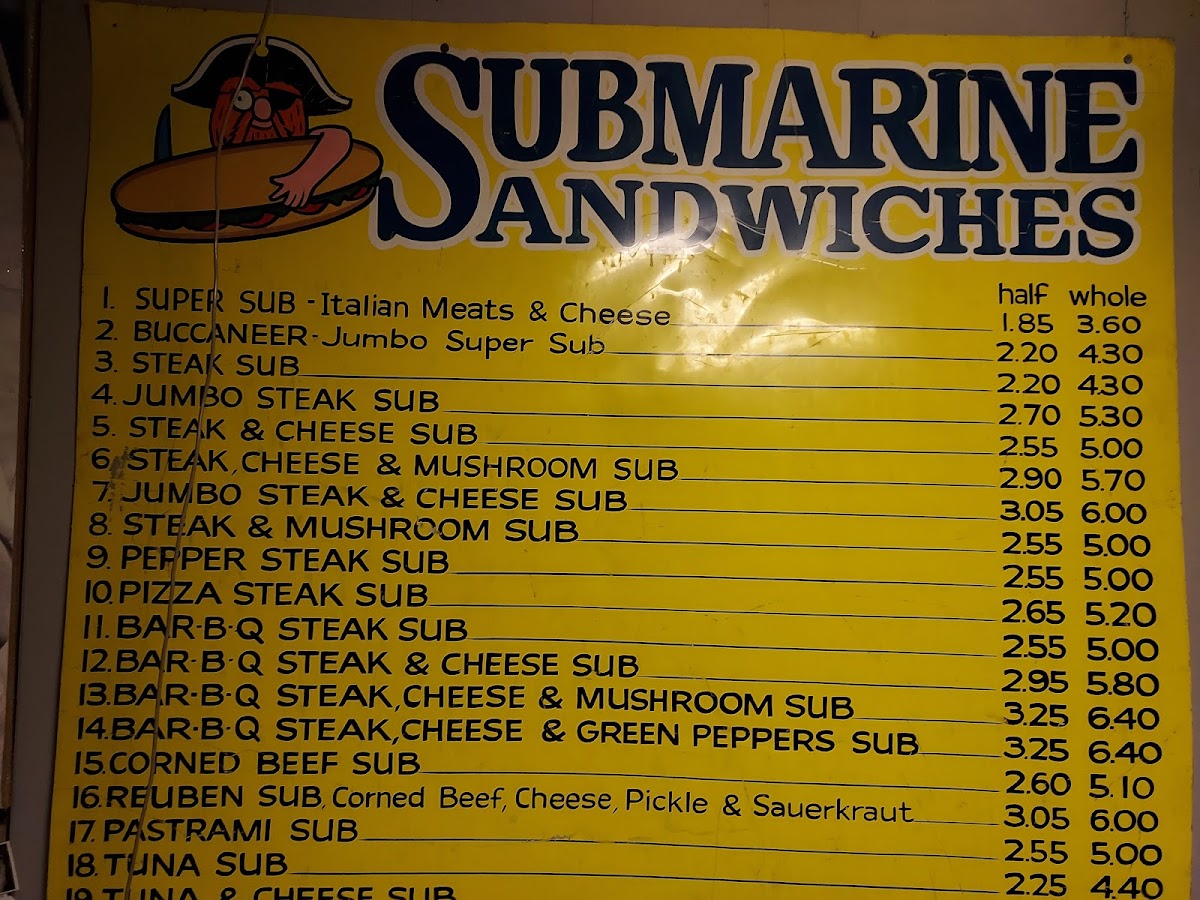 SUBMARINE
SANDWICHES
half whole
1. SUPER SUB - Italian Meats & Cheese 1.85 3.60
2. BUCCANEER - Jumbo Super Sub 2.20 4.30
3. STEAK SUB 2.20 4.30
4. JUMBO STEAK SUB 2.70 5.30
5. STEAK & CHEESE SUB 2.55 5.00
6. STEAK, CHEESE & MUSHROOM SUB 2.90 5.70
7. JUMBO STEAK & CHEESE SUB 3.05 6.00
8. STEAK & MUSHROOM SUB 2.55 5.00
9. PEPPER STEAK SUB 2.55 5.00
10. PIZZA STEAK SUB 2.65 5.20
11. BAR-B-Q STEAK SUB 2.55 5.00
12. BAR-B-Q STEAK & CHEESE SUB 2.95 5.80
13. BAR-B-Q STEAK, CHEESE & MUSHROOM SUB 3.25 6.40
14. BAR-B-Q STEAK, CHEESE & GREEN PEPPERS SUB 3.25 6.40
15. CORNED BEEF SUB 2.60 5.10
16. REUBEN SUB, Corned Beef, Cheese, Pickle & Sauerkraut 3.05 6.00
17. PASTRAMI SUB 2.55 5.00
18. TUNA SUB 2.25 4.40
19. TUNA & CHEESE SUB